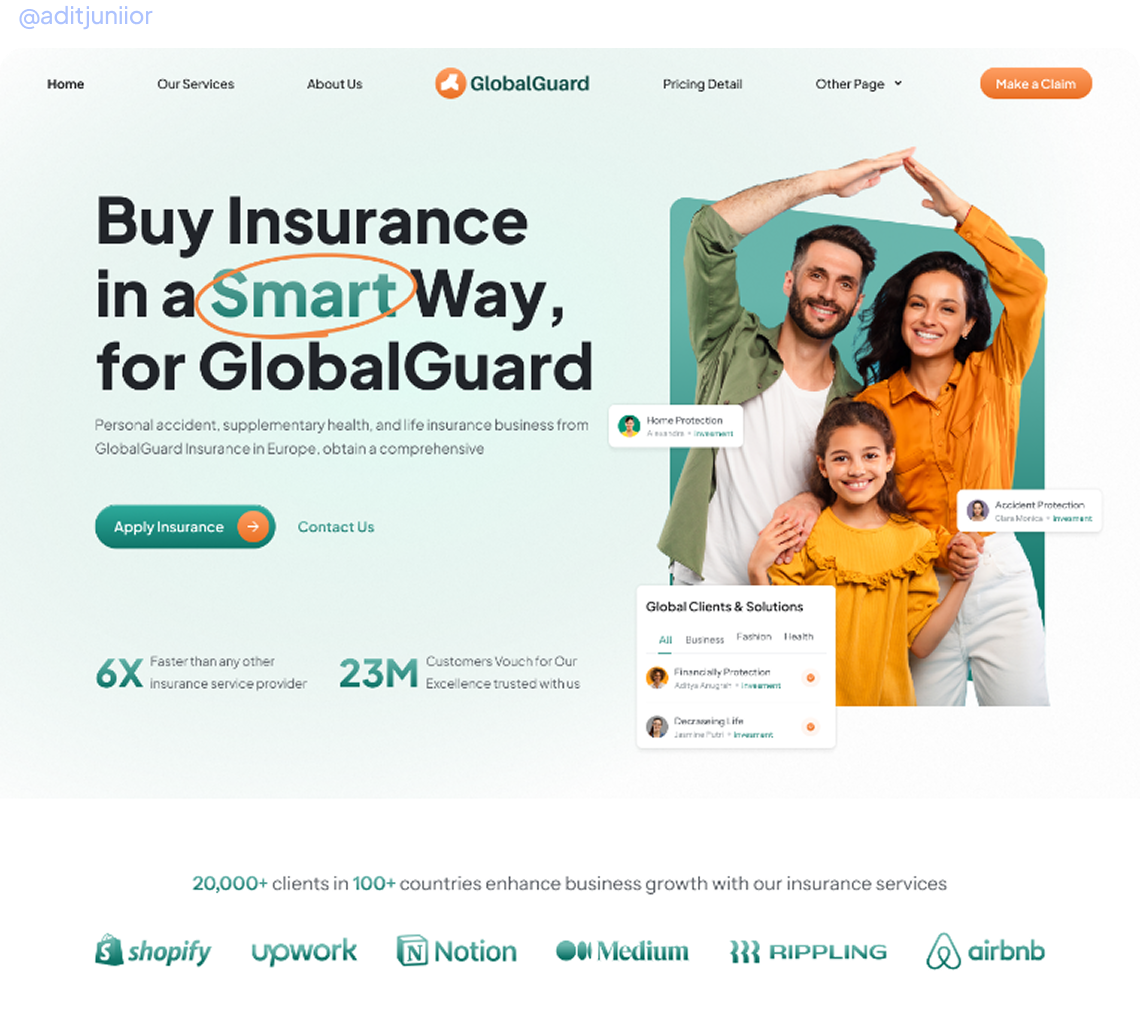 @aditjuniior
Home
Our Services
About Us
GlobalGuard
Pricing Detail
Other Page
Make a Claim
Buy Insurance
in a Smart Way,
for GlobalGuard
Personal accident, supplementary health, and life insurance business from
GlobalGuard Insurance in Europe, obtain a comprehensive
Apply Insurance
Contact Us
6X
Faster than any other
insurance service provider
23M
Customers Vouch for Our
Excellence trusted with us
Home Protection
Alexandra + Invesment
Accident Protection
Clara Monica + Invesment
Global Clients & Solutions
All
Business
Fashion
Health
Financially Protection
Aditya Anugrah + Invesment
Decraseing Life
Jasmine Putri + Invesment
20,000+ clients in 100+ countries enhance business growth with our insurance services
shopify
upwork
Notion
Medium
RIPPLING
airbnb